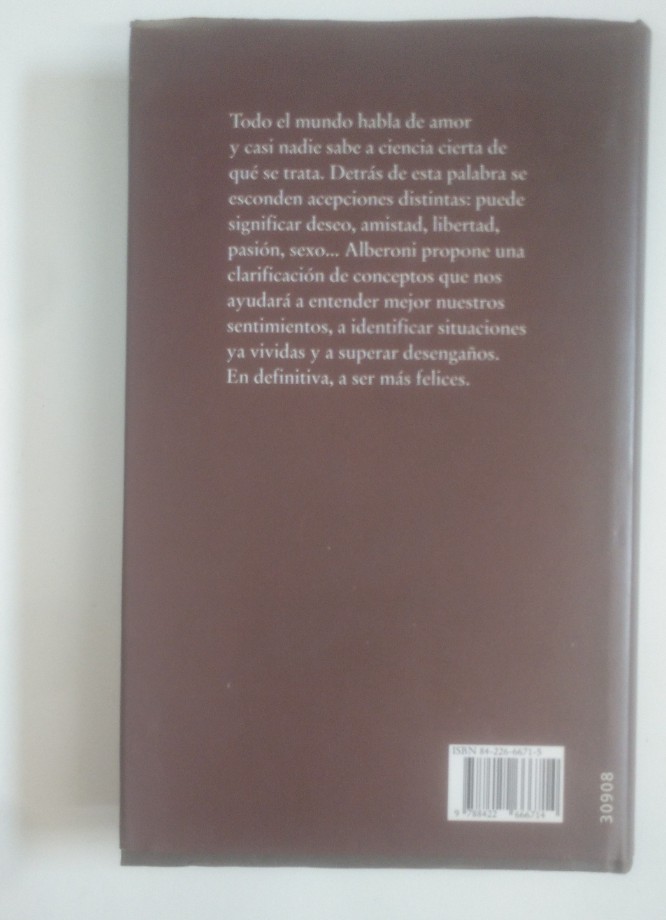 Todo el mundo habla de amor
y casi nadie sabe a ciencia cierta de
qué se trata. Detrás de esta palabra se
esconden acepciones distintas: puede
significar deseo, amistad, libertad,
pasión, sexo... Alberoni propone una
clarificación de conceptos que nos
ayudará a entender mejor nuestros
sentimientos, a identificar situaciones
ya vividas y a superar desengaños.
En definitiva, a ser más felices.
ISBN 84-226-6671-5
9 788422 666714
30908